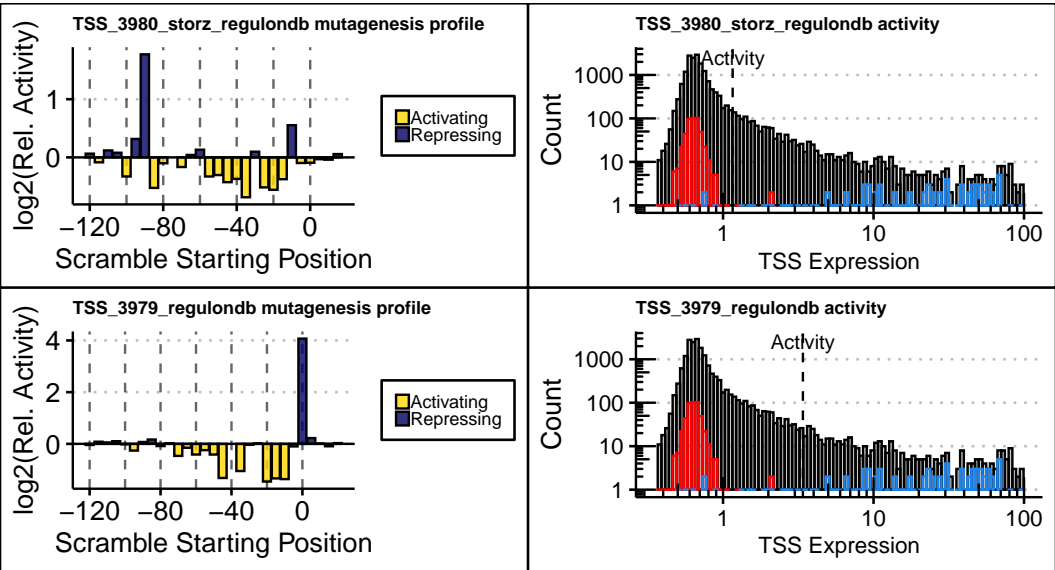 TSS_3980_storz_regulondb mutagenesis profile
log2(Rel. Activity)
1
0
−120
−80
−40
0
Scramble Starting Position
Activating
Repressing
TSS_3980_storz_regulondb activity
Activity
Count
1000
100
10
1
1
10
100
TSS Expression
TSS_3979_regulondb mutagenesis profile
log2(Rel. Activity)
4
2
0
−120
−80
−40
0
Scramble Starting Position
Activating
Repressing
TSS_3979_regulondb activity
Activity
Count
1000
100
10
1
1
10
100
TSS Expression